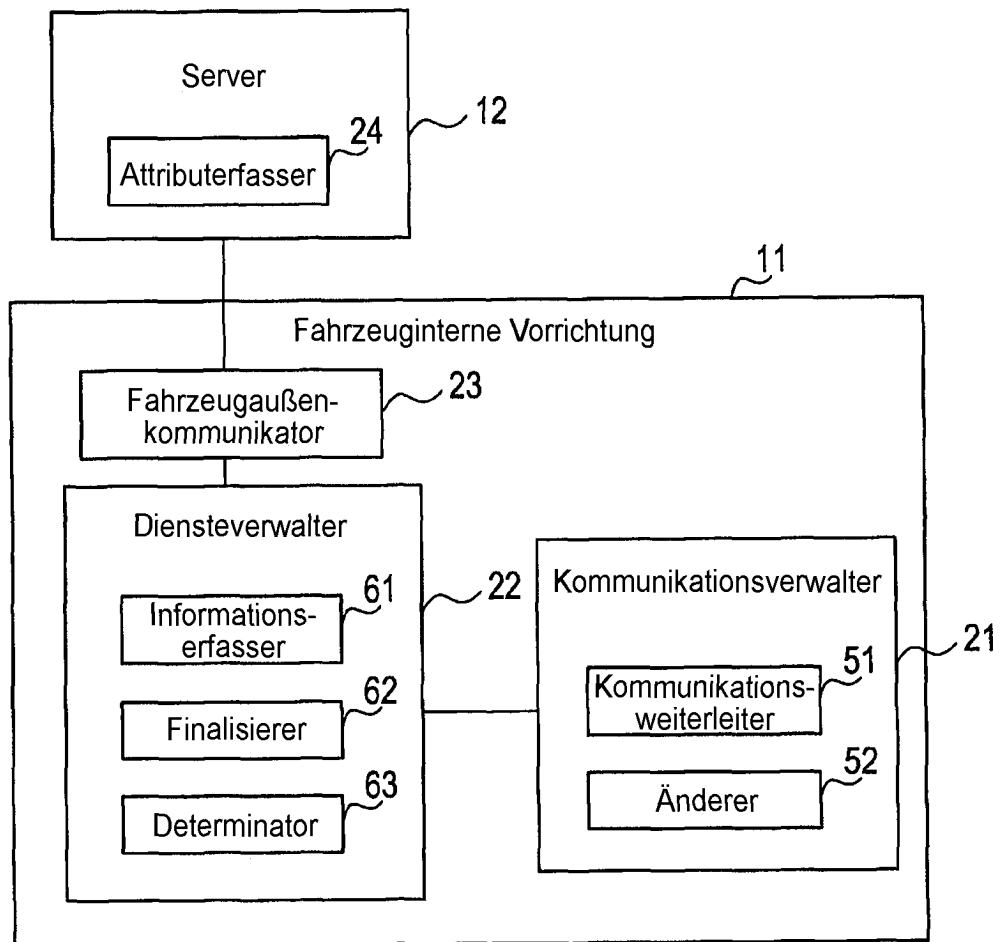 Server
12
24
Attributerfasser
11
Fahrzeuginterne Vorrichtung
Fahrzeugaußen-
kommunikator
23
Diensteverwalter
22
61
Informations-
erfasser
62
Finalisierer
63
Determinator
Kommunikationsverwalter
21
51
Kommunikations-
weiterleiter
52
Änderer